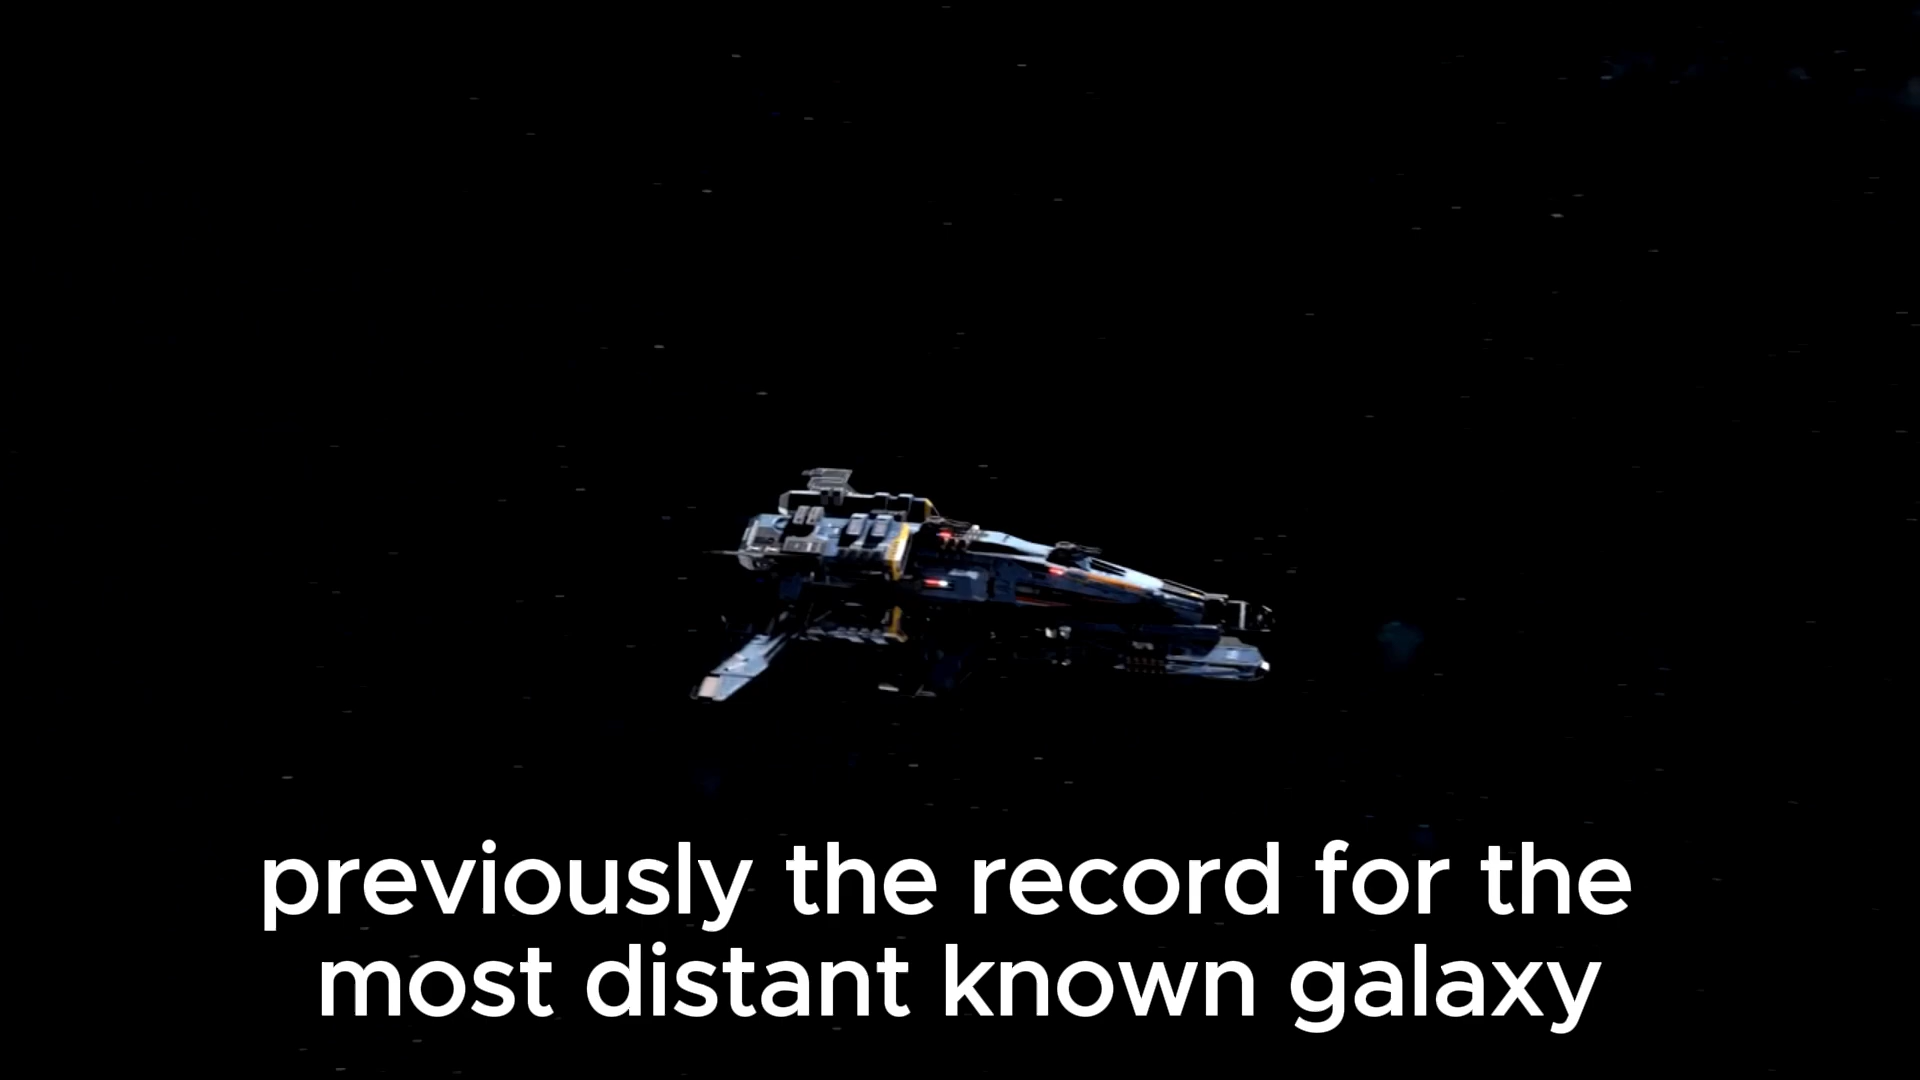 previously the record for the
most distant known galaxy